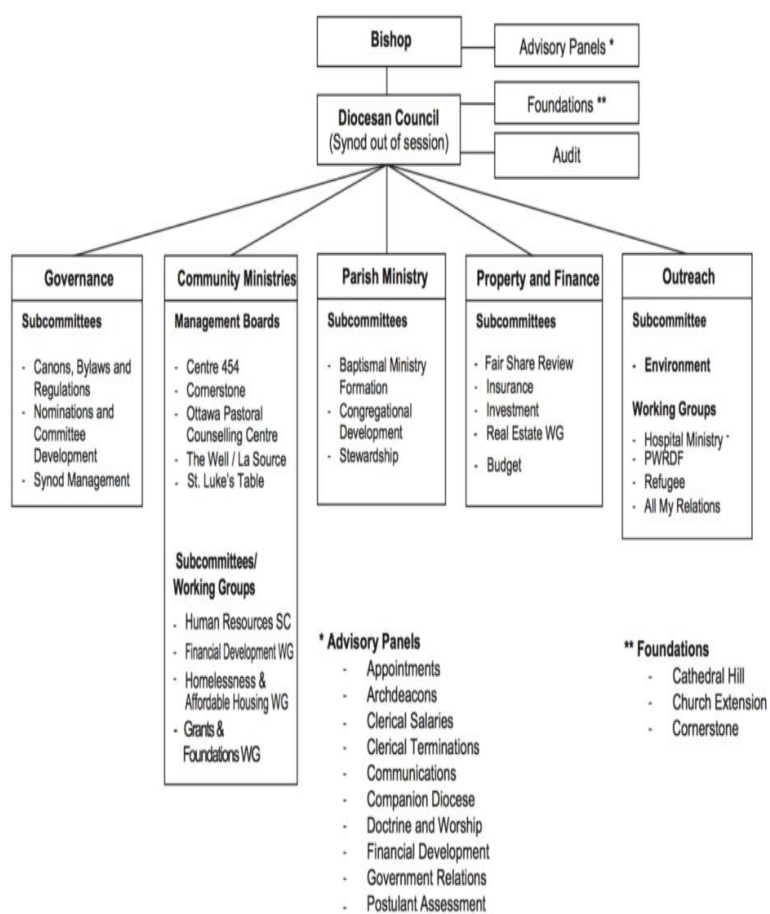 Bishop
Advisory Panels *
Diocesan Council
(Synod out of session)
Foundations **
Audit
Governance
Subcommittees
- Canons, Bylaws and
Regulations
- Nominations and
Committee
Development
- Synod Management
Community Ministries
Management Boards
- Centre 454
- Cornerstone
- Ottawa Pastoral
Counselling Centre
- The Well / La Source
- St. Luke's Table
Subcommittees/
Working Groups
- Human Resources SC
- Financial Development WG
- Homelessness &
Affordable Housing WG
- Grants &
Foundations WG
Parish Ministry
Subcommittees
- Baptismal Ministry
Formation
- Congregational
Development
- Stewardship
Property and Finance
Subcommittees
- Fair Share Review
- Insurance
- Investment
- Real Estate WG
- Budget
Outreach
Subcommittee
- Environment
Working Groups
- Hospital Ministry -
- PWRDF
- Refugee
- All My Relations
* Advisory Panels
- Appointments
- Archdeacons
- Clerical Salaries
- Clerical Terminations
- Communications
- Companion Diocese
- Doctrine and Worship
- Financial Development
- Government Relations
- Postulant Assessment
** Foundations
- Cathedral Hill
- Church Extension
- Cornerstone